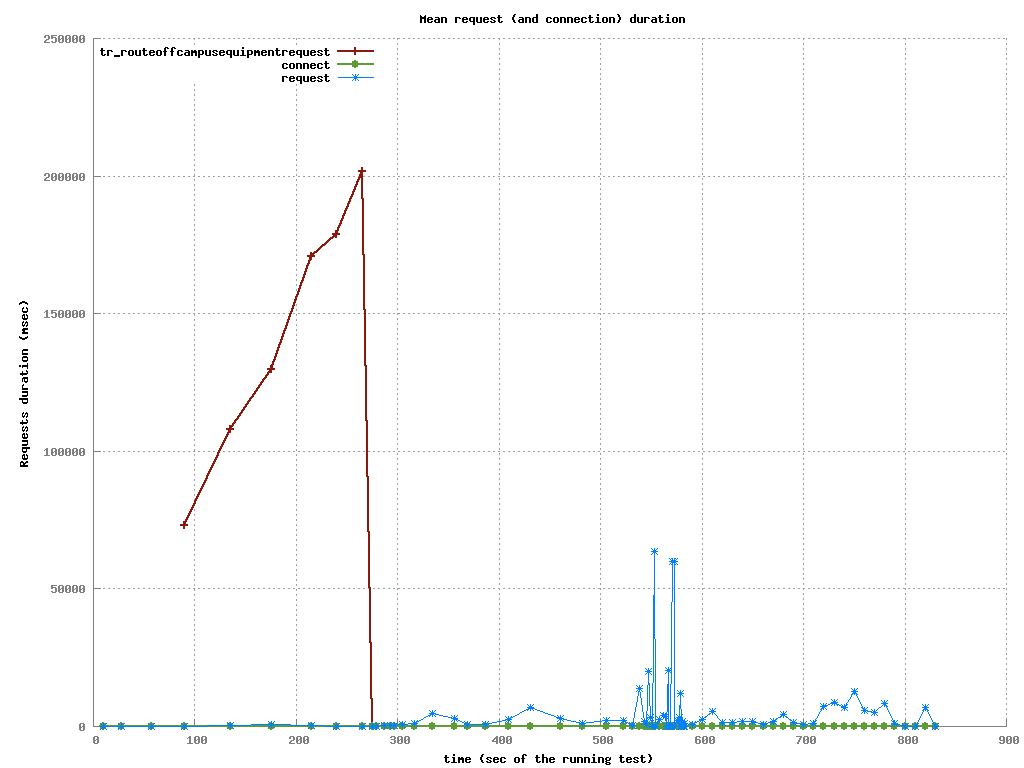 Mean request (and connection) duration
250000
tr_routeoffcampusequipmentrequest
connect
request
200000
150000
100000
50000
0
Requests duration (msec)
0 100 200 300 400 500 600 700 800 900
time (sec of the running test)